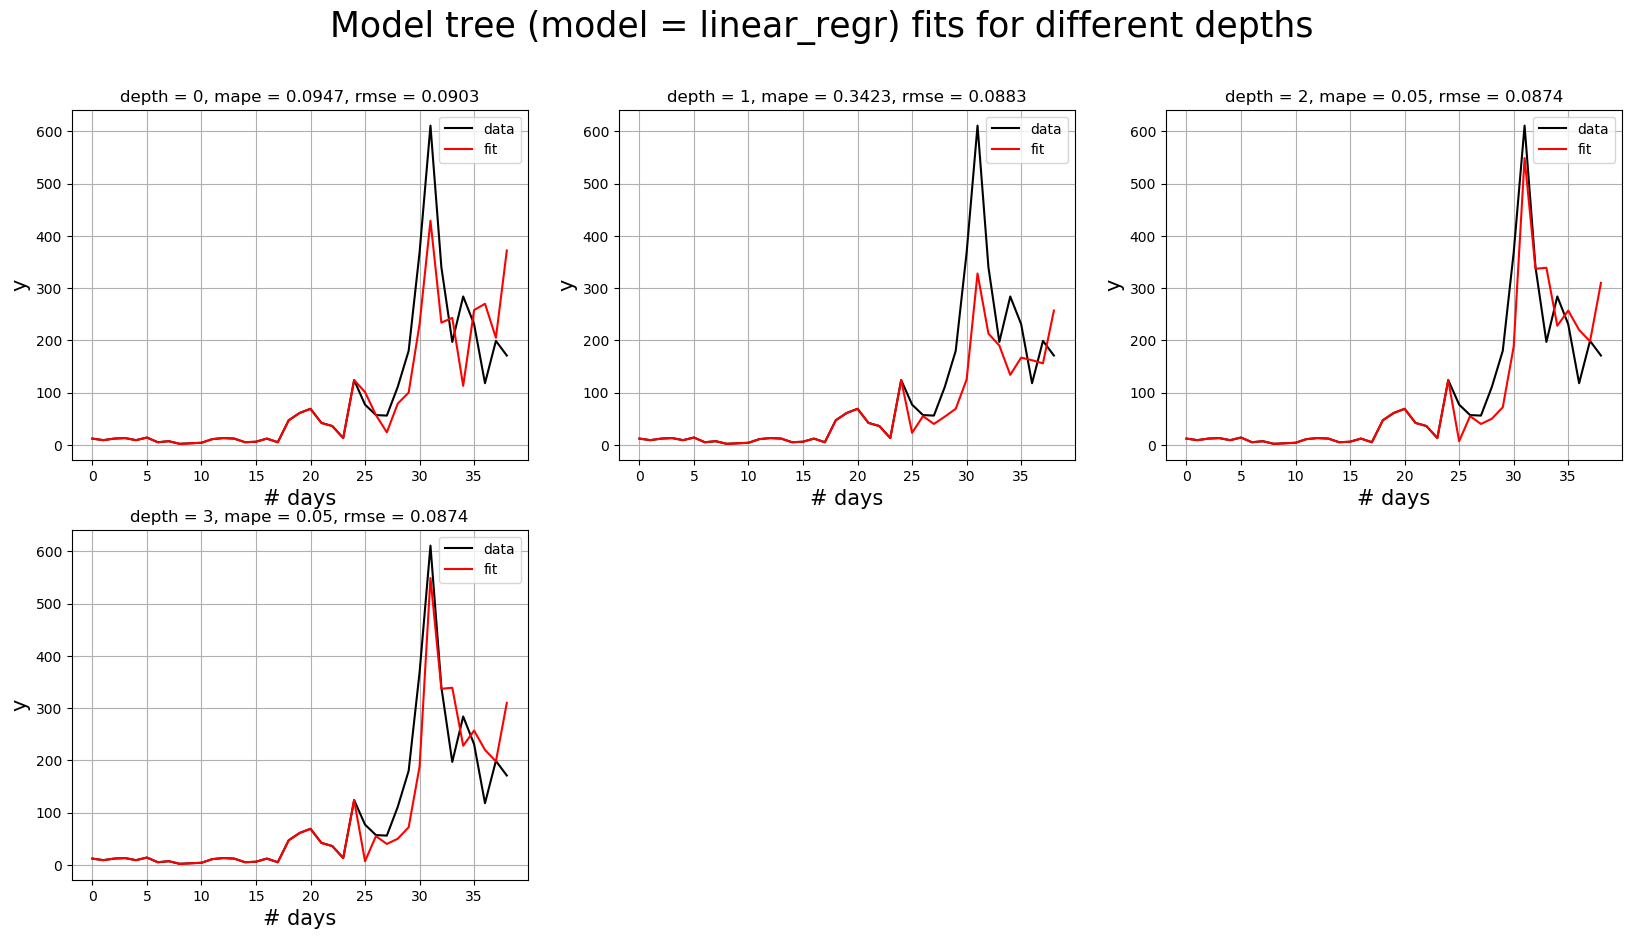 Model tree (model = linear_regr) fits for different depths
depth = 0, mape = 0.0947, rmse = 0.0903
600
500
400
300
200
100
0
y
data
fit
0 5 10 15 20 25 30 35
# days
depth = 1, mape = 0.3423, rmse = 0.0883
600
500
400
300
200
100
0
y
data
fit
0 5 10 15 20 25 30 35
# days
depth = 2, mape = 0.05, rmse = 0.0874
600
500
400
300
200
100
0
y
data
fit
0 5 10 15 20 25 30 35
# days
depth = 3, mape = 0.05, rmse = 0.0874
600
500
400
300
200
100
0
y
data
fit
0 5 10 15 20 25 30 35
# days